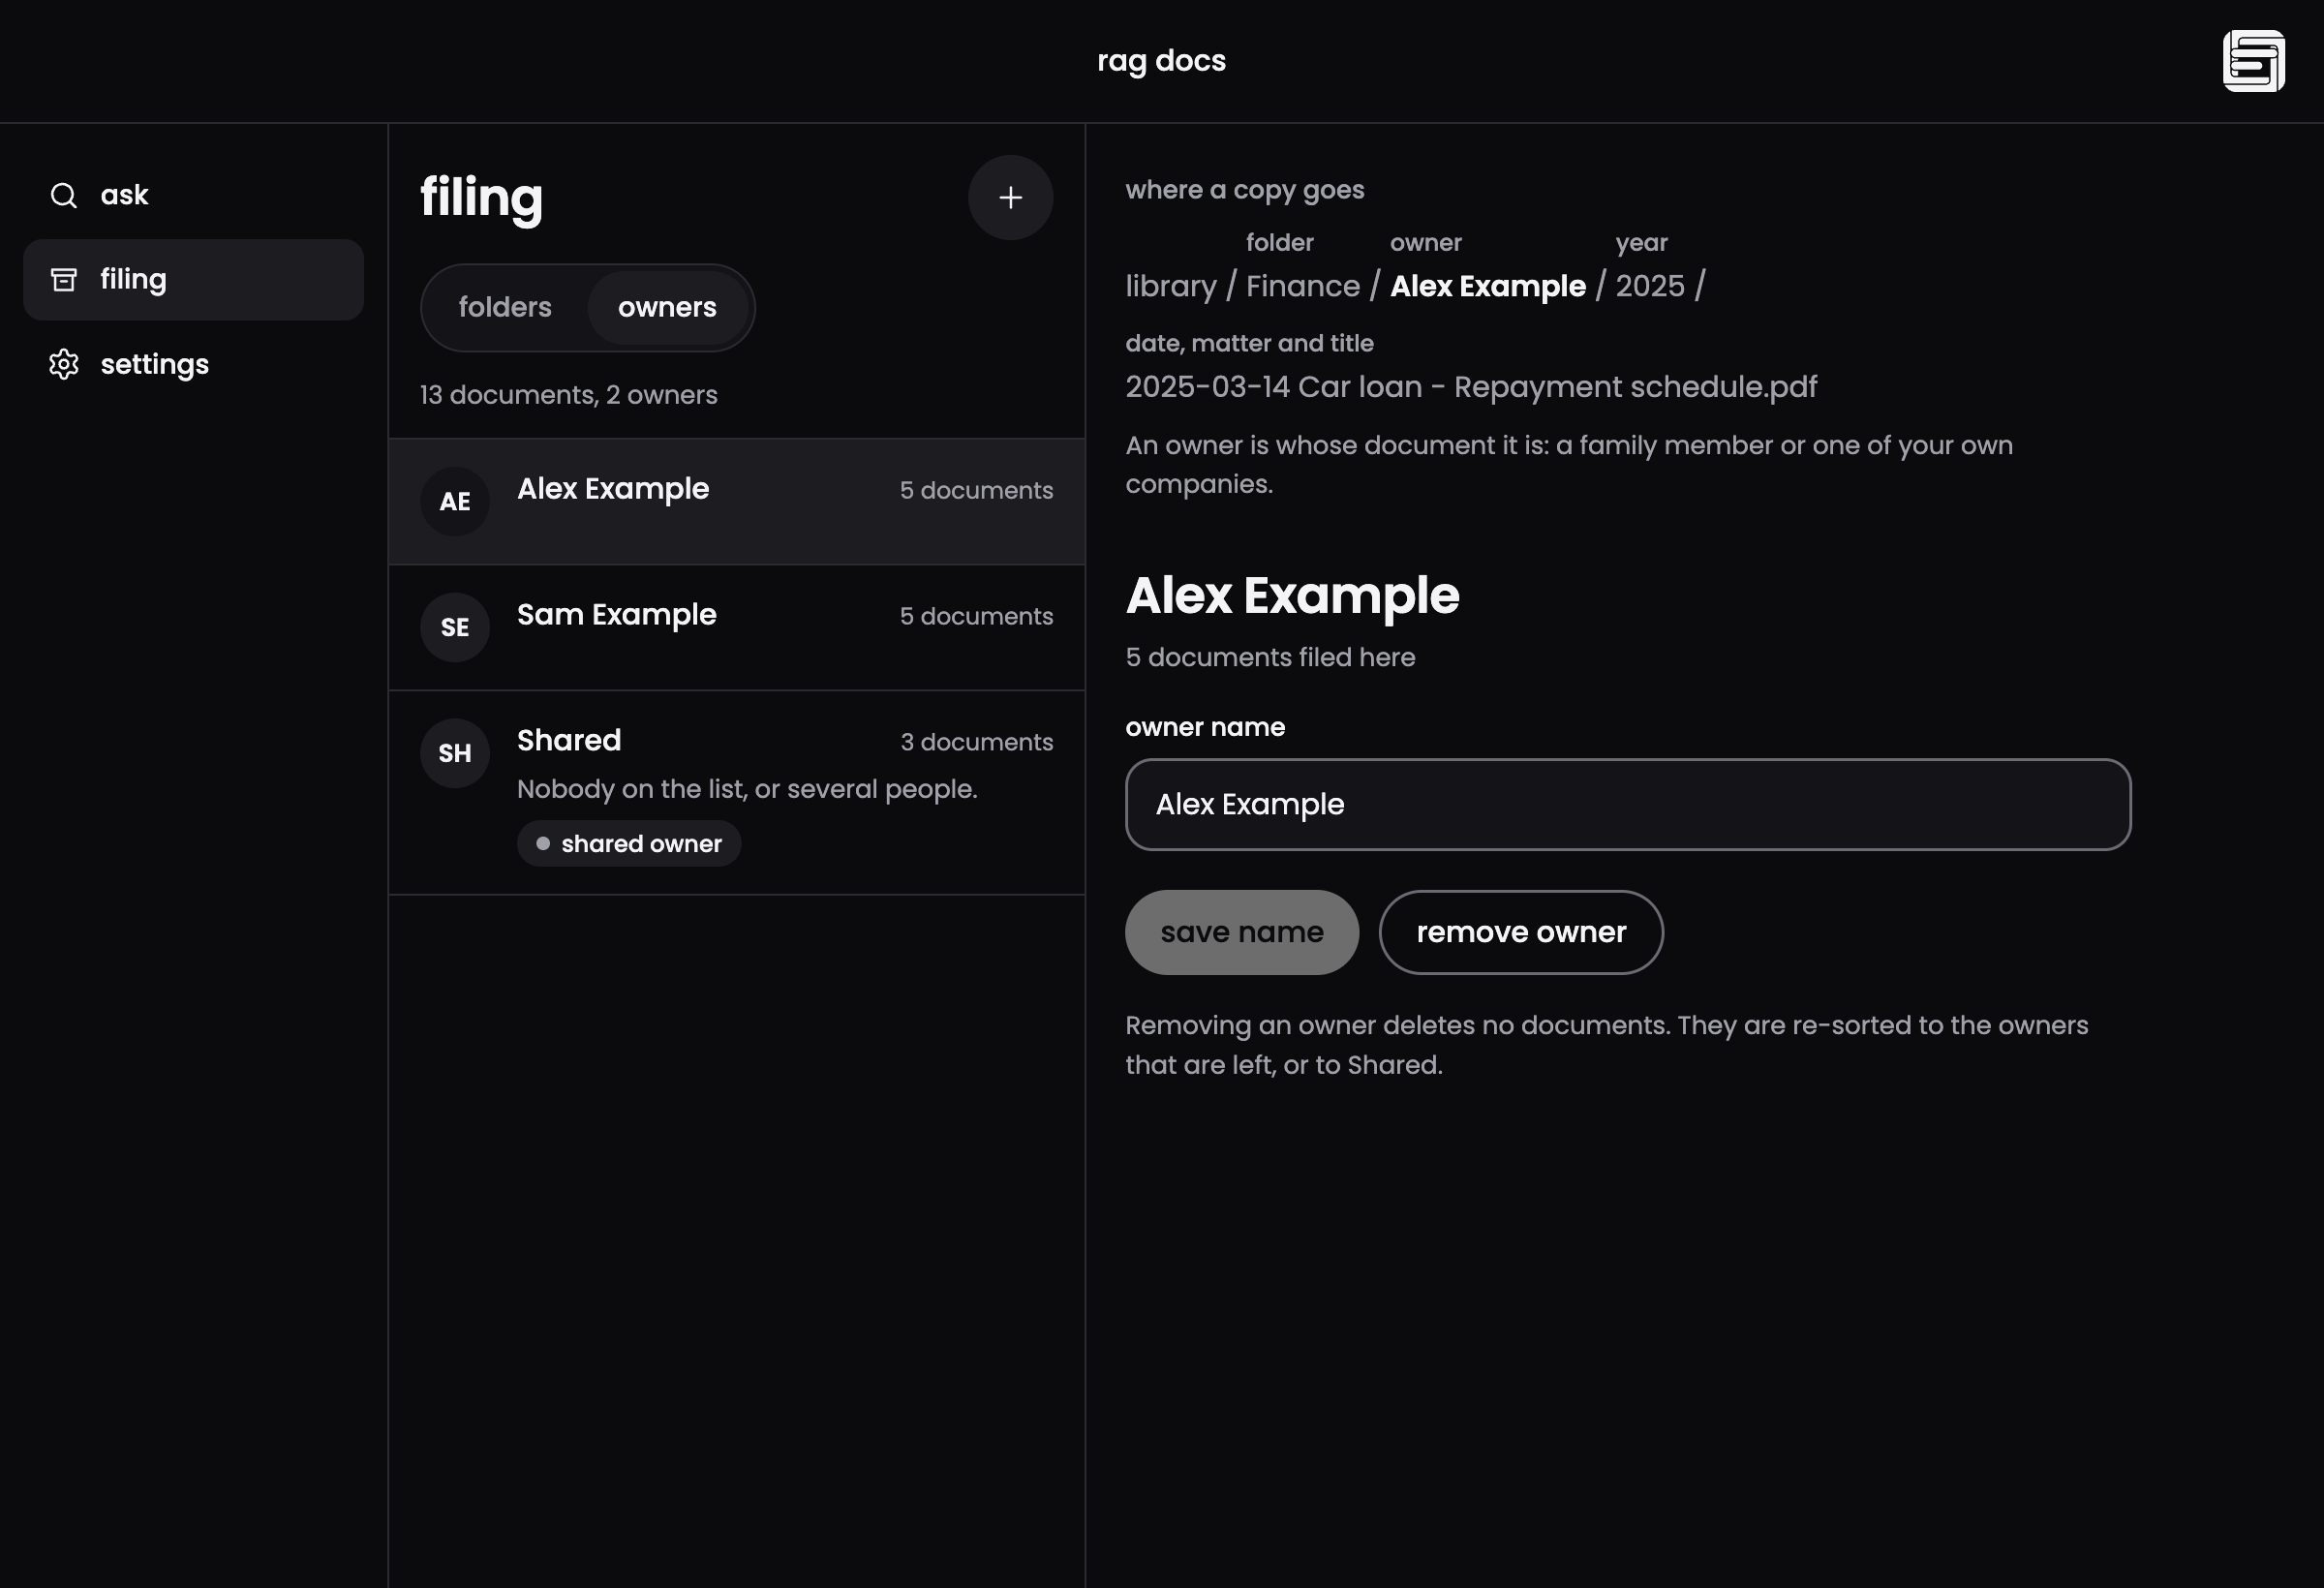 rag docs
ask
filing
settings
filing
+
folders owners
13 documents, 2 owners
AE Alex Example 5 documents
SE Sam Example 5 documents
SH Shared 3 documents
Nobody on the list, or several people.
shared owner
where a copy goes
folder owner year
library / Finance / Alex Example / 2025 /
date, matter and title
2025-03-14 Car loan - Repayment schedule.pdf
An owner is whose document it is: a family member or one of your own
companies.
Alex Example
5 documents filed here
owner name
Alex Example
save name remove owner
Removing an owner deletes no documents. They are re-sorted to the owners
that are left, or to Shared.